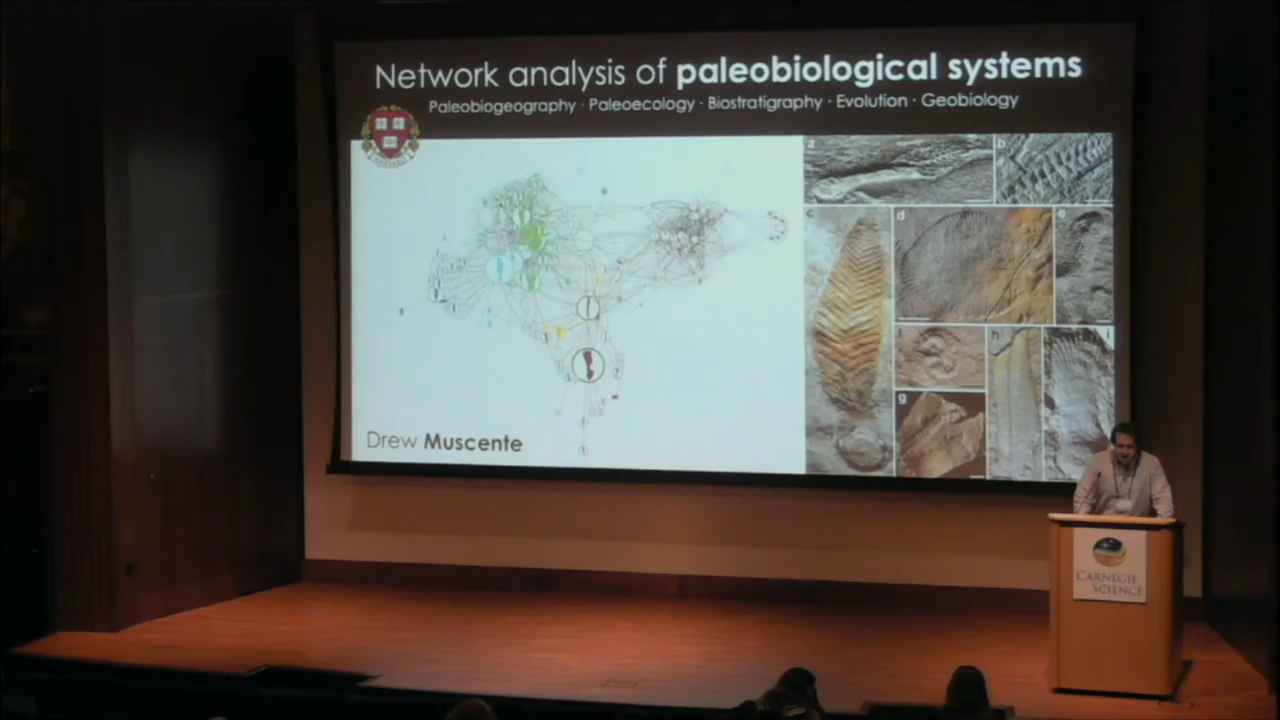 Network analysis of paleobiological systems
Paleobiogeography · Paleoecology · Biostratigraphy · Evolution · Geobiology
a
b
c
d
e
f
g
h
i
Drew Muscente
CARNEGIE
SCIENCE